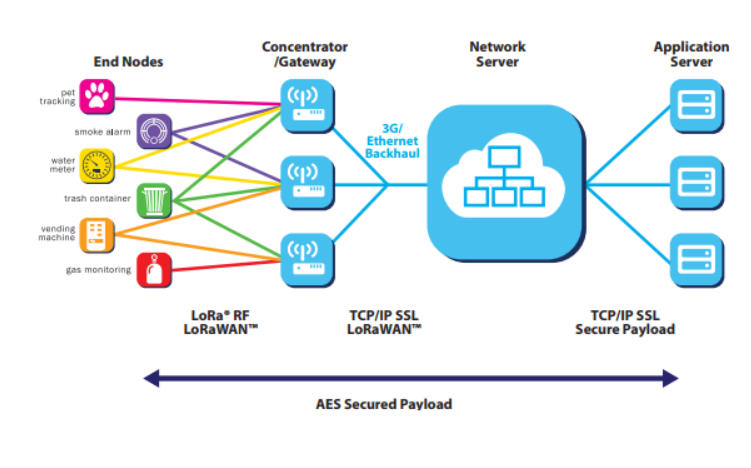 End Nodes
Concentrator
/Gateway
Network
Server
Application
Server
pet
tracking
smoke alarm
water
meter
trash container
vending
machine
gas monitoring
3G/
Ethernet
Backhaul
LoRa® RF
LoRaWAN™
TCP/IP SSL
LoRaWAN™
TCP/IP SSL
Secure Payload
AES Secured Payload